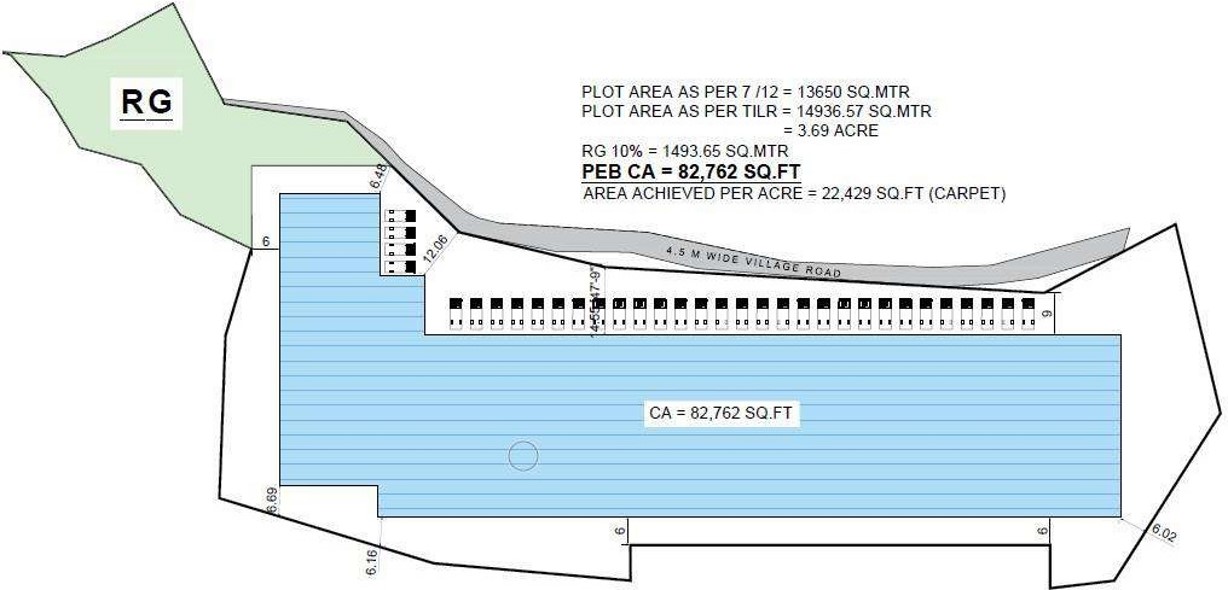 RG
PLOT AREA AS PER 7 /12 = 13650 SQ.MTR
PLOT AREA AS PER TILR = 14936.57 SQ.MTR
= 3.69 ACRE
RG 10% = 1493.65 SQ.MTR
PEB CA = 82,762 SQ.FT
AREA ACHIEVED PER ACRE = 22,429 SQ.FT (CARPET)
6.48
6
12.06
4.5 M WIDE VILLAGE ROAD
47'-9"
9
CA = 82,762 SQ.FT
6.69
6.16
6
6
6.02